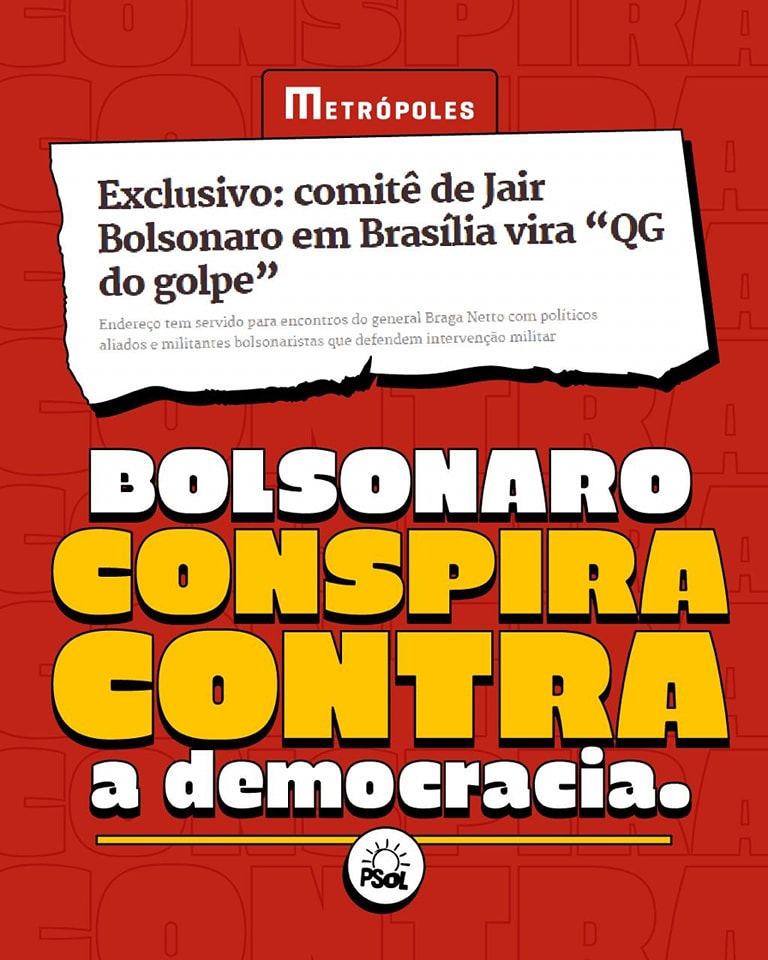 METRÓPOLES
Exclusivo: comitê de Jair
Bolsonaro em Brasília vira “QG
do golpe”
Endereço tem servido para encontros do general Braga Netto com políticos
aliados e militantes bolsonaristas que defendem intervenção militar
BOLSONARO
CONSPIRA
CONTRA
a democracia.
PSOL